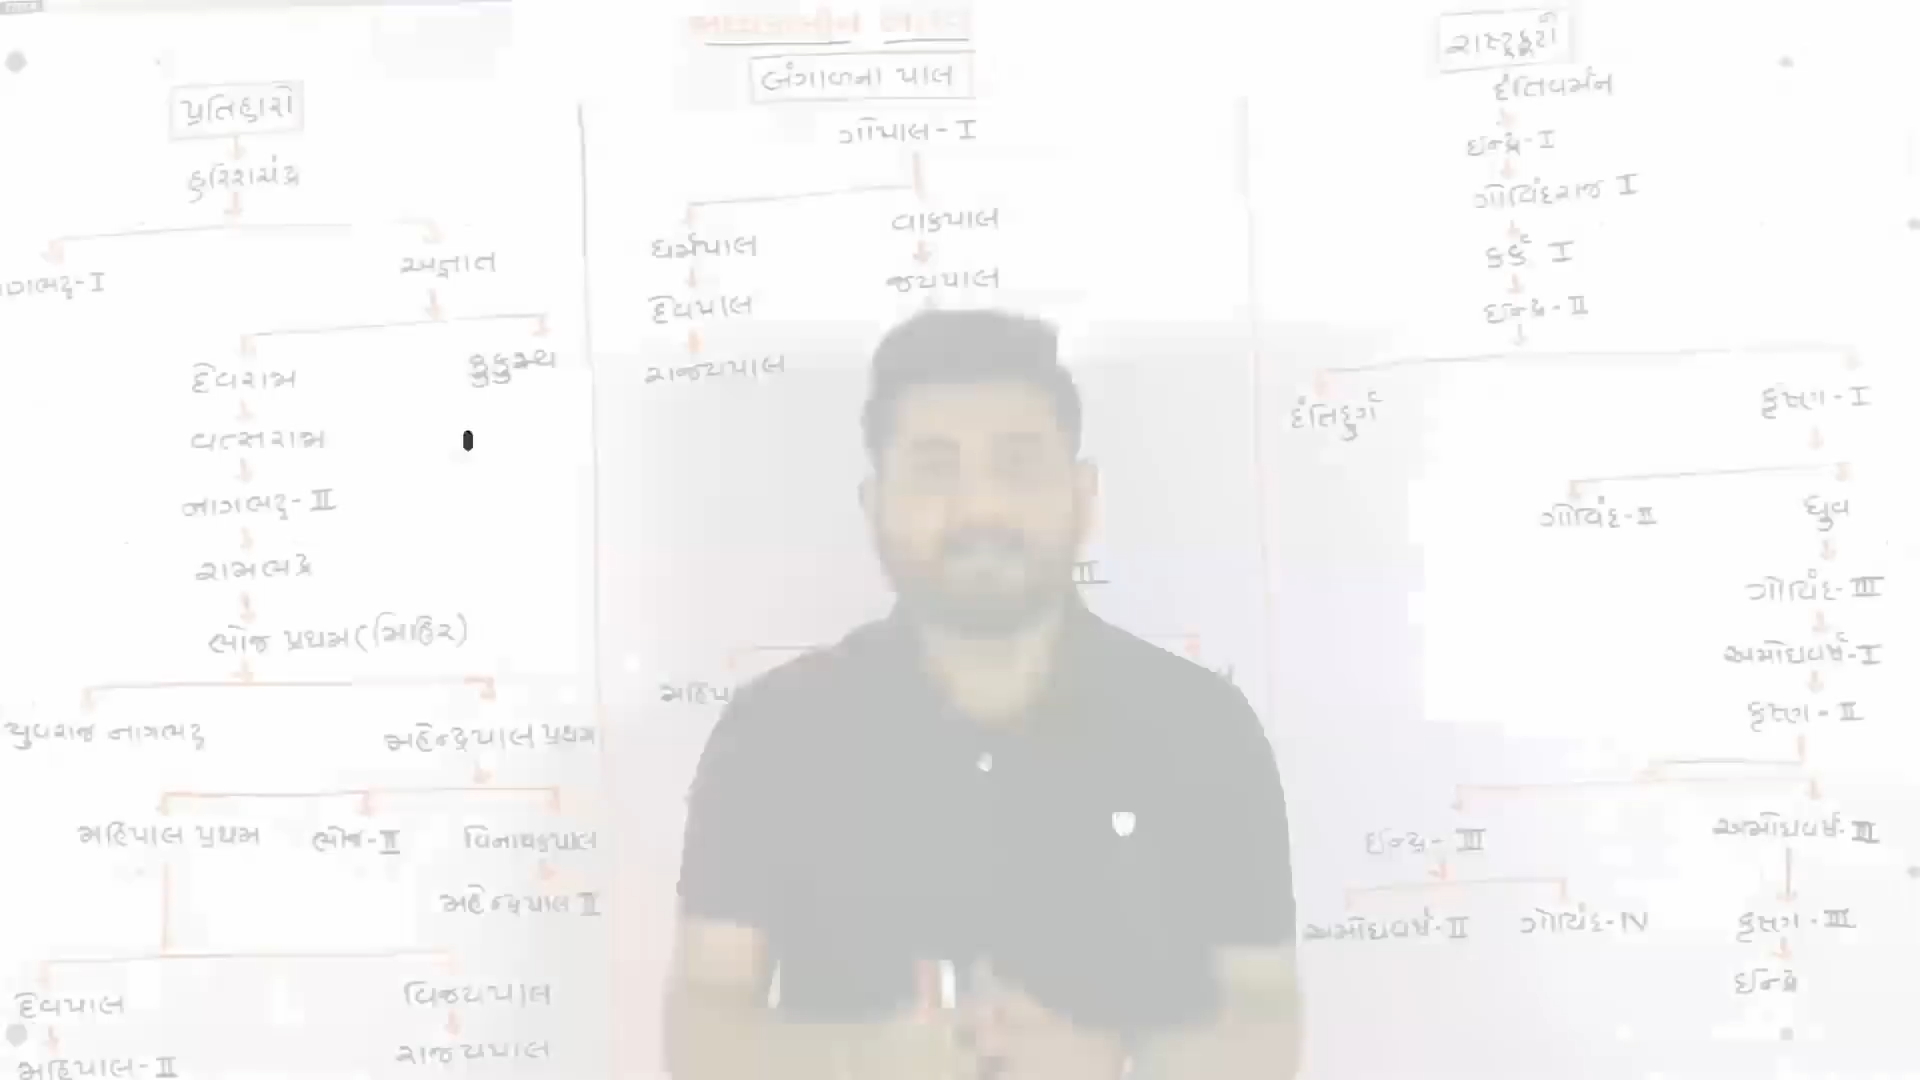 બંગાળના પાલ
ગોપાલ-I
ધર્મપાલ
વાકપાલ
દેવપાલ
જયપાલ
રાજ્યપાલ
II
પ્રતિહારો
હરિશચંદ્ર
અજ્ઞાત
દેવરાજ
કુકુસ્થ
વત્સરાજ
નાગભટ્ટ-II
રામભદ્ર
ભોજ પ્રથમ (મિહિર)
યુવરાજ નાગભટ્ટ
મહેન્દ્રપાલ પ્રથમ
મહિપાલ પ્રથમ
ભોજ-II
વિનાયકપાલ
મહેન્દ્રપાલ II
દેવપાલ
વિજયપાલ
મહિપાલ-II
રાજ્યપાલ
રાષ્ટ્રકૂટો
દંતિવર્મન
ઇન્દ્ર-I
ગોવિંદરાજ I
કર્ક I
ઇન્દ્ર-II
દંતિદુર્ગ
કૃષ્ણ-I
ગોવિંદ-II
ધ્રુવ
ગોવિંદ-III
અમોઘવર્ષ-I
કૃષ્ણ-II
ઇન્દ્ર-III
અમોઘવર્ષ-III
અમોઘવર્ષ-II
ગોવિંદ-IV
કૃષ્ણ-III
ઇન્દ્ર